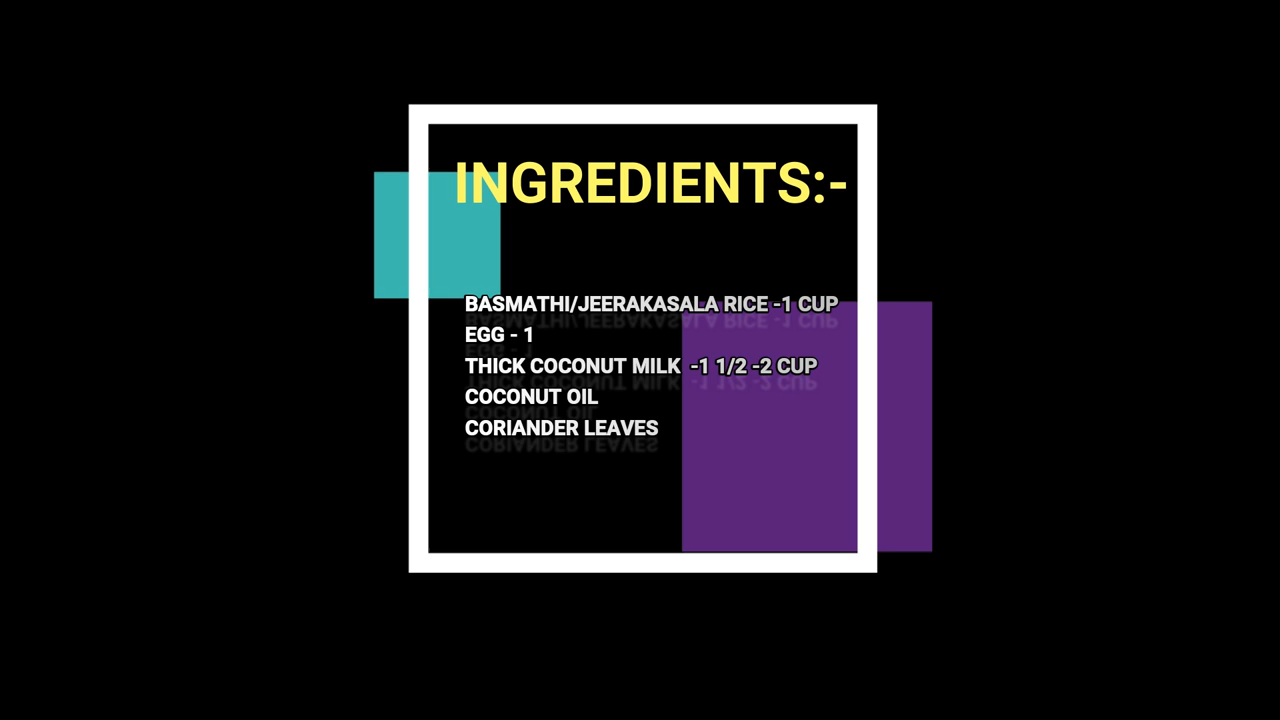 INGREDIENTS:-
BASMATHI/JEERAKASALA RICE -1 CUP
EGG - 1
THICK COCONUT MILK -1 1/2 -2 CUP
COCONUT OIL
CORIANDER LEAVES